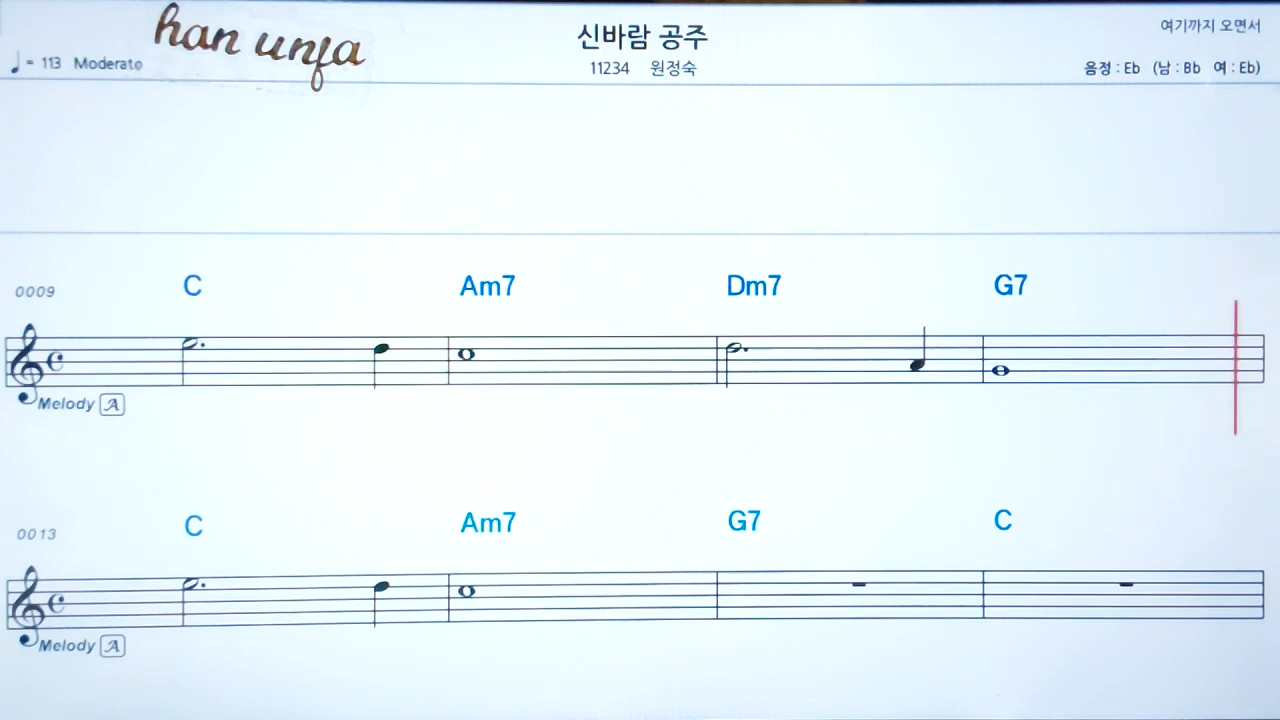 han unfa
♩= 113 Moderato
신바람 공주
11234 원정숙
여기까지 오면서
음정 : Eb (남 : Bb 여 : Eb)
0009
C Am7 Dm7 G7
Melody A
0013
C Am7 G7 C
Melody A